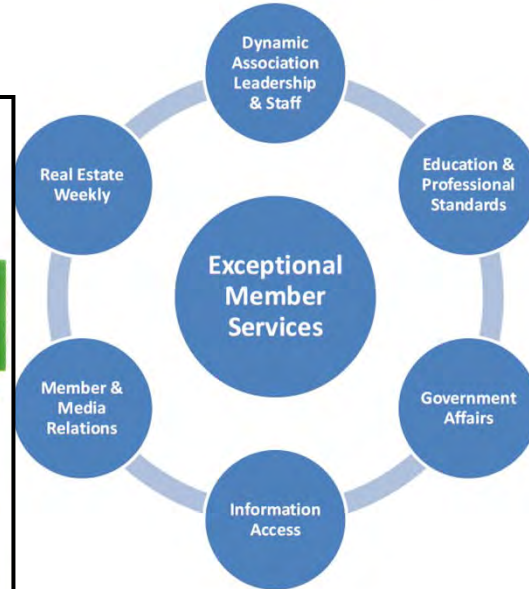 Dynamic
Association
Leadership
& Staff
Real Estate
Weekly
Education &
Professional
Standards
Exceptional
Member
Services
Member &
Media
Relations
Government
Affairs
Information
Access